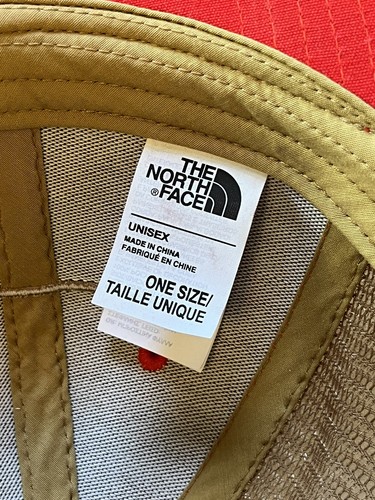 THE
NORTH
FACE
®
UNISEX
MADE IN CHINA
FABRIQUÉ EN CHINE
ONE SIZE/
TAILLE UNIQUE